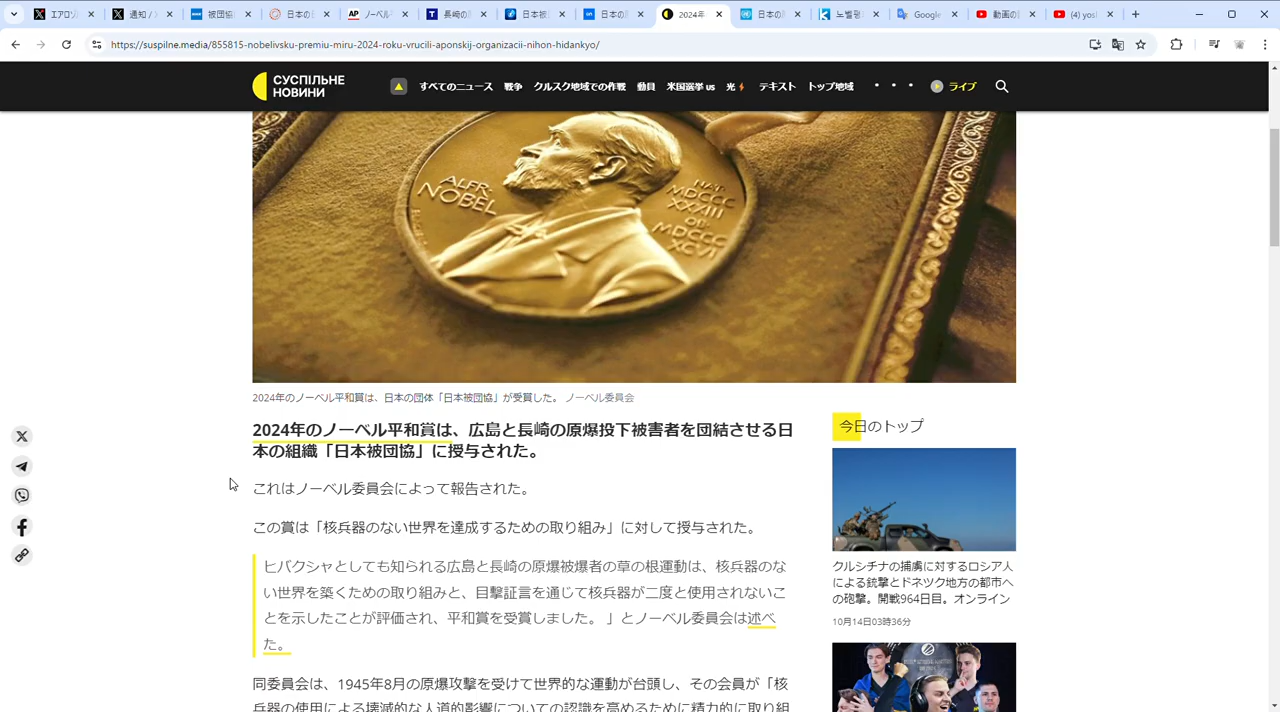 エアリン
通知 / X
被団協
日本の
AP ノーベル
長崎の
日本被
日本の
2024年
日本の
노벨평
Google
動画の
(4) yosl
https://suspilne.media/855815-nobelivsku-premiu-miru-2024-roku-vrucili-aponskij-organizacii-nihon-hidankyo/
СУСПІЛЬНЕ
НОВИНИ
すべてのニュース 戦争 クルスク地域での作戦 動員 米国選挙 us 光 テキスト トップ地域 ライブ
ALFR·
NOBEL
NAT·
MDCCC
XXXIII
OB·
MDCCC
XCVI
2024年のノーベル平和賞は、日本の団体「日本被団協」が受賞した。 ノーベル委員会
2024年のノーベル平和賞は、広島と長崎の原爆投下被害者を団結させる日
本の組織「日本被団協」に授与された。
これはノーベル委員会によって報告された。
この賞は「核兵器のない世界を達成するための取り組み」に対して授与された。
ヒバクシャとしても知られる広島と長崎の原爆被爆者の草の根運動は、核兵器のな
い世界を築くための取り組みと、目撃証言を通じて核兵器が二度と使用されないこ
とを示したことが評価され、平和賞を受賞しました。 」とノーベル委員会は述べ
た。
同委員会は、1945年8月の原爆攻撃を受けて世界的な運動が台頭し、その会員が「核
兵器使用による壊滅的な人道的影響についての認識を高めるために精力的に取り組
今日のトップ
クルシチナの捕虜に対するロシア人
による銃撃とドネツク地方の都市へ
の砲撃。開戦964日目。オンライン
10月14日03時36分